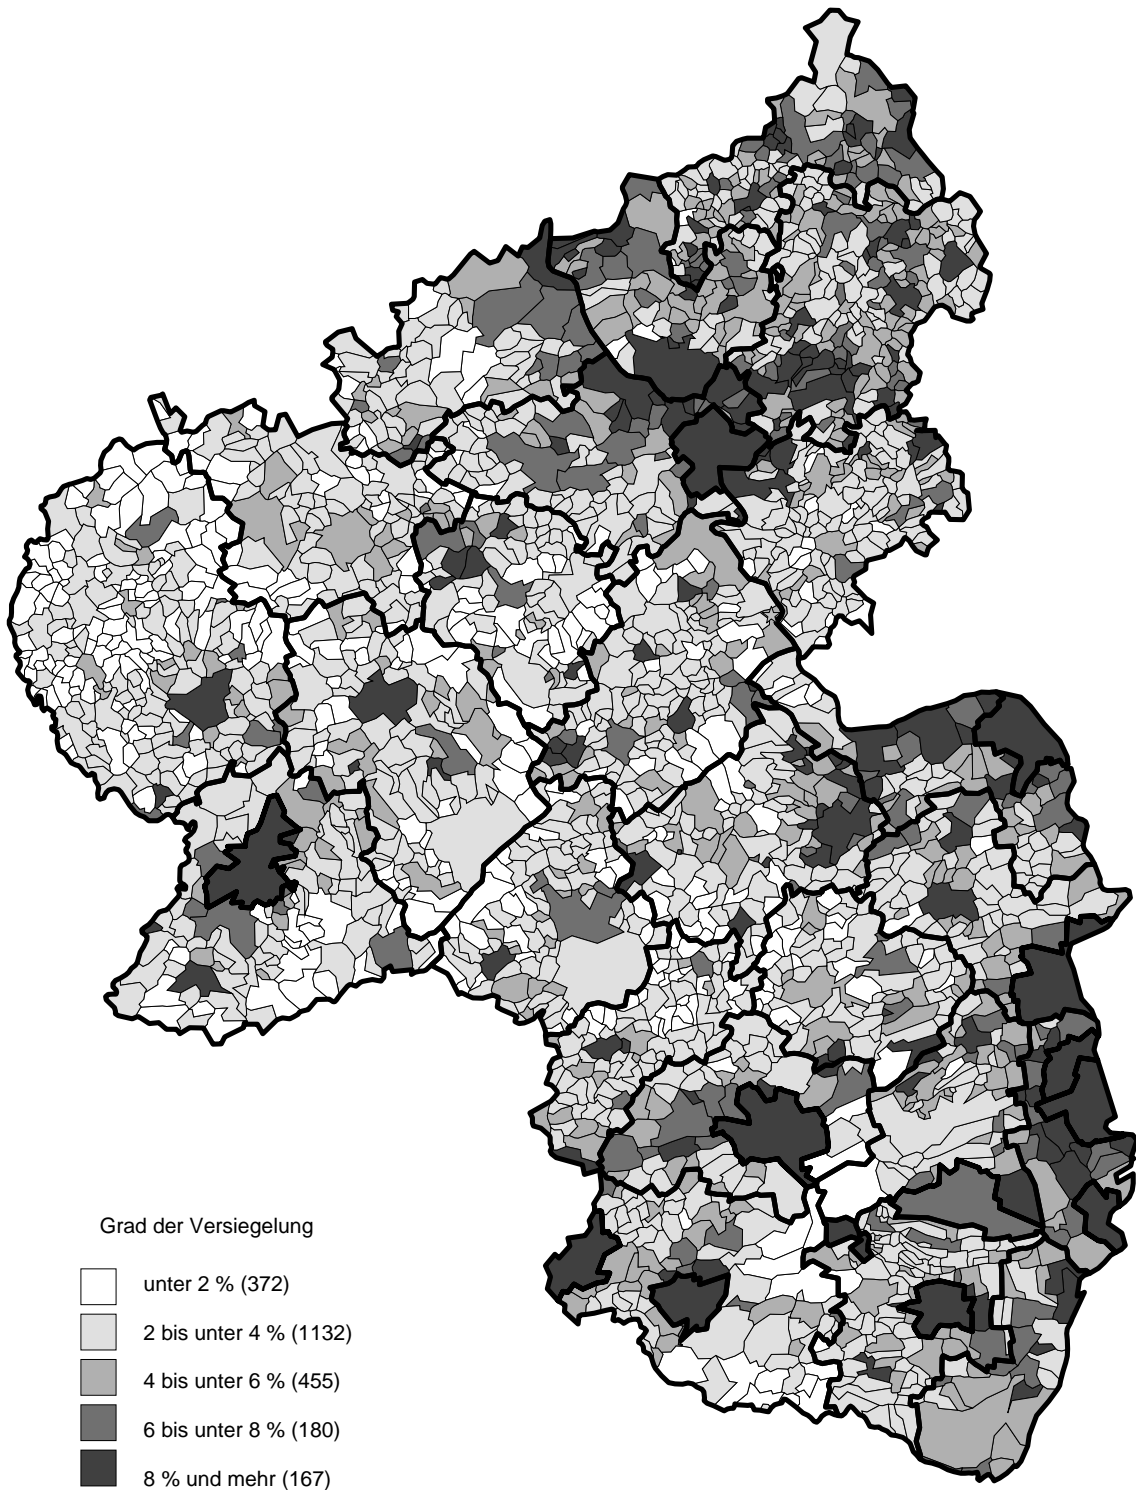 Grad der Versiegelung
unter 2 % (372)
2 bis unter 4 % (1132)
4 bis unter 6 % (455)
6 bis unter 8 % (180)
8 % und mehr (167)